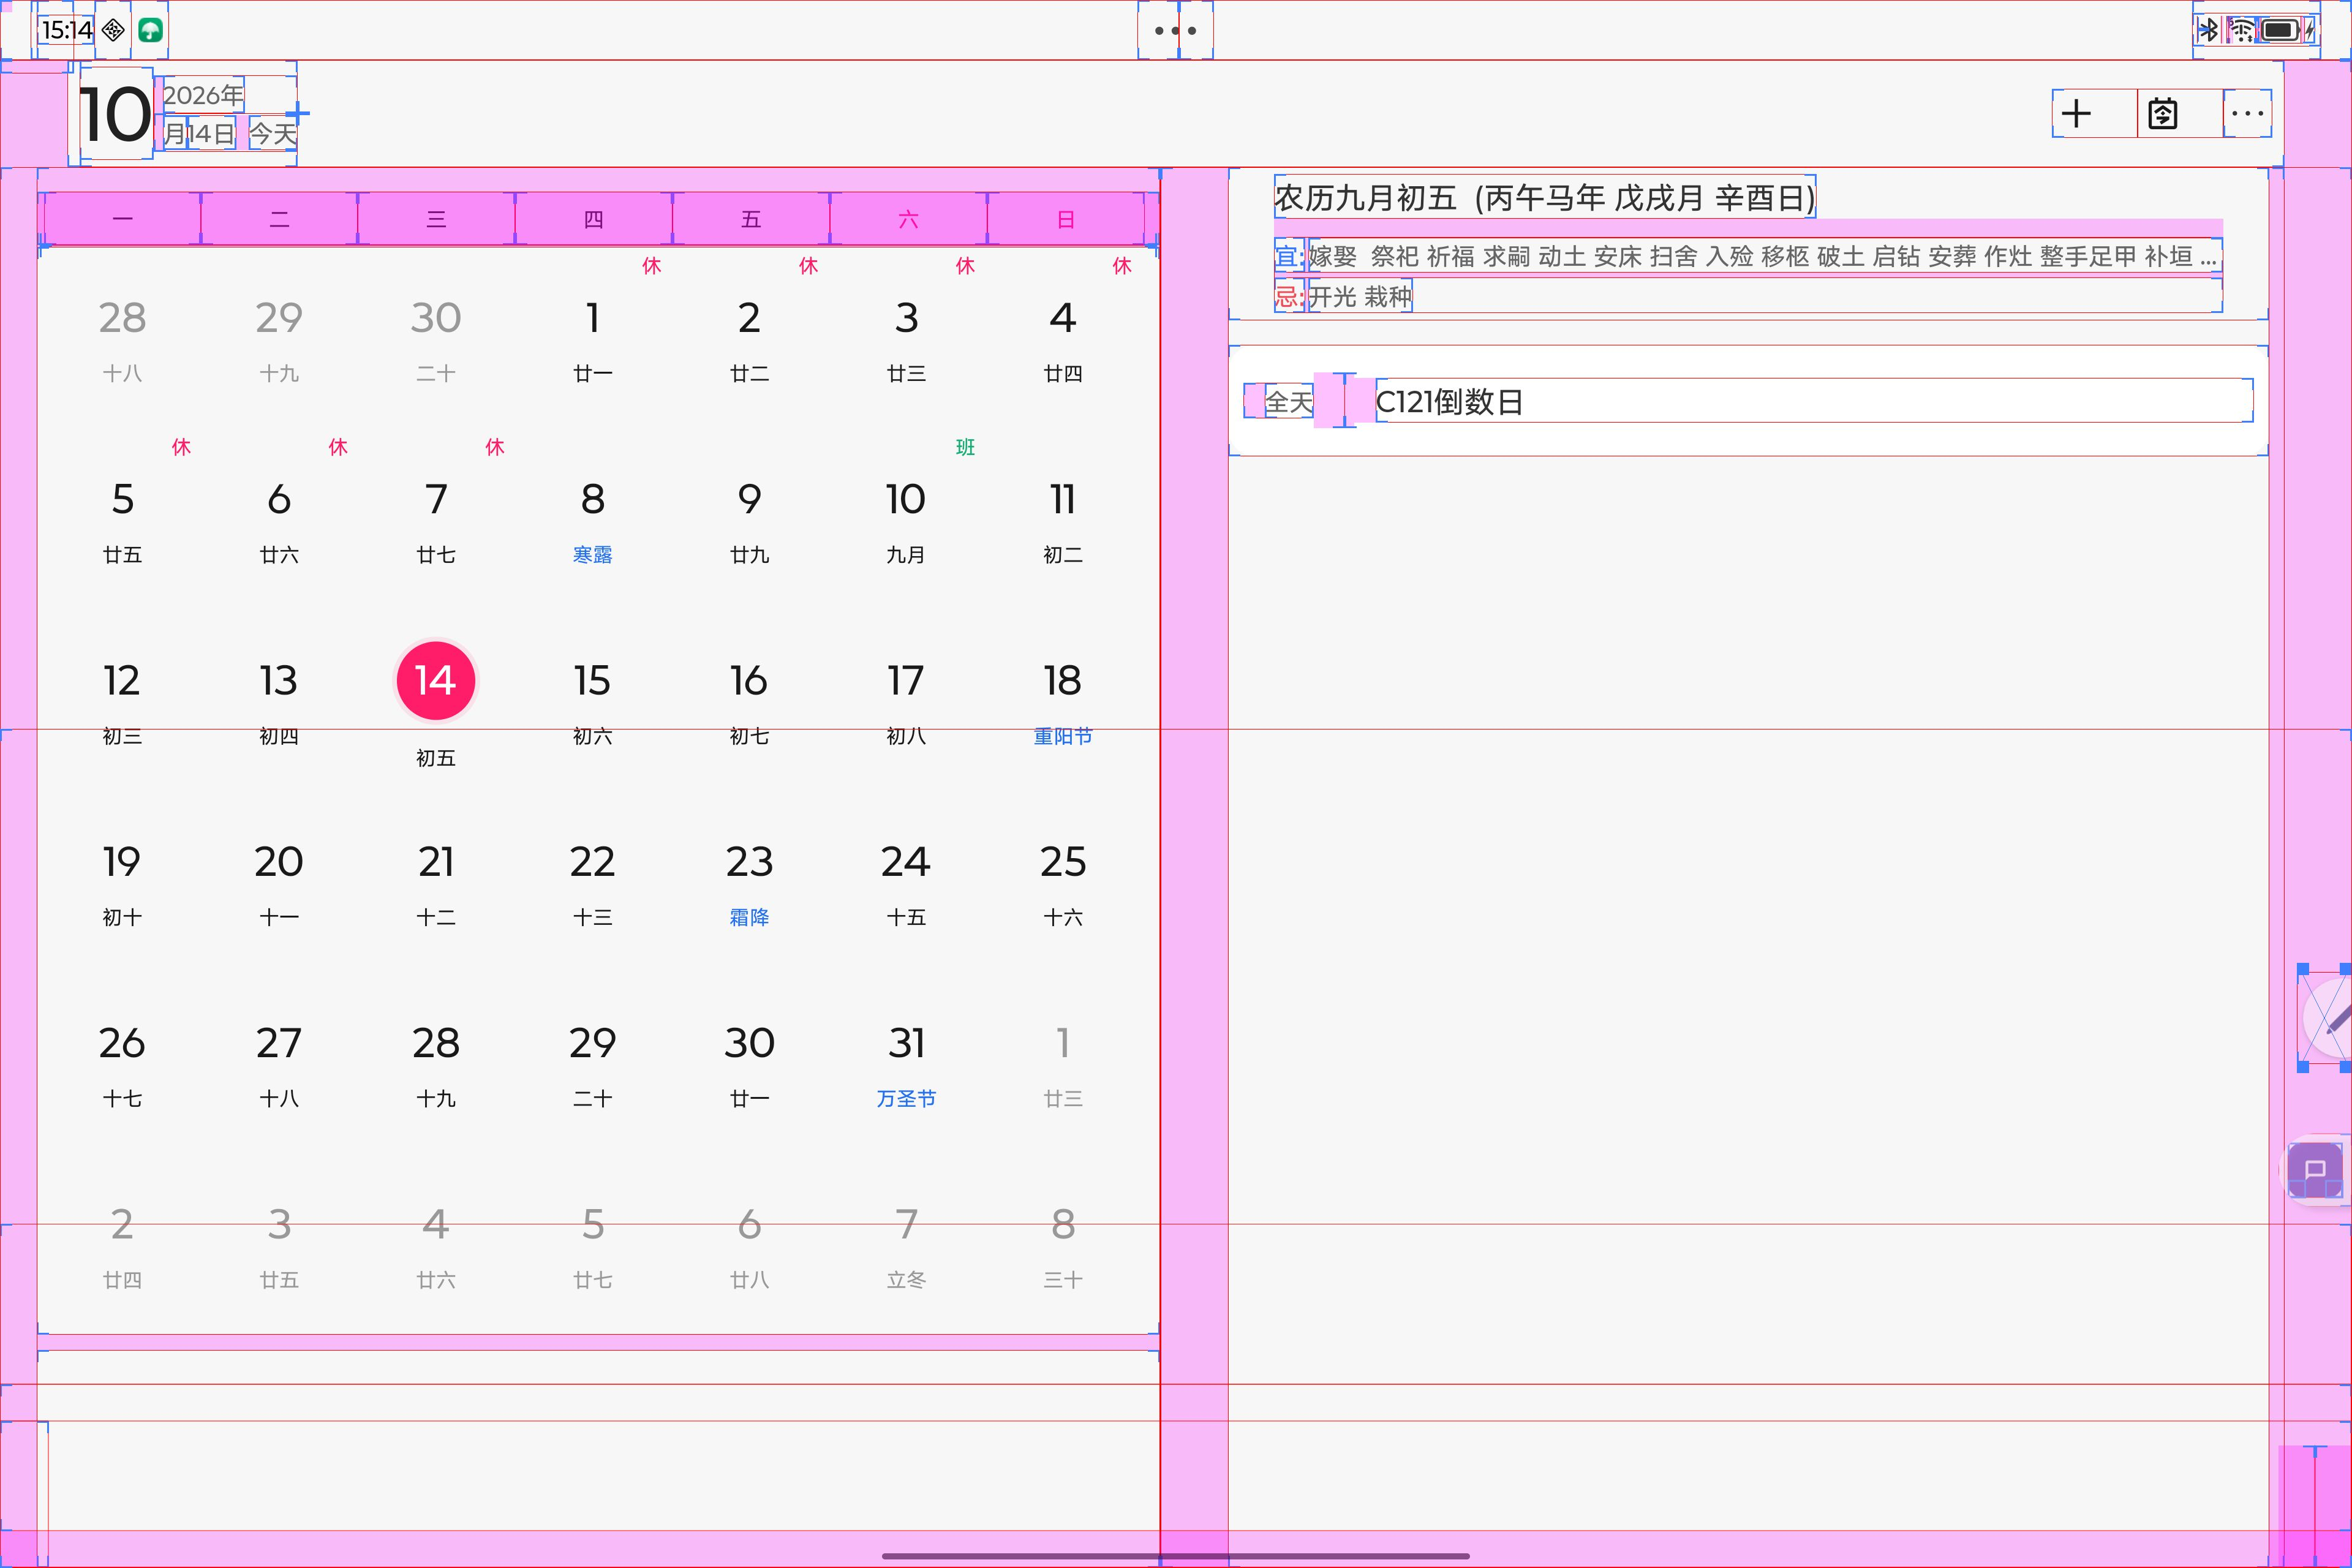 15:14
10
2026年
月14日 今天
一 二 三 四 五 六 日
休 休 休 休
28 29 30 1 2 3 4
十八 十九 二十 廿一 廿二 廿三 廿四
休 休 休 班
5 6 7 8 9 10 11
廿五 廿六 廿七 寒露 廿九 九月 初二
12 13 14 15 16 17 18
初三 初四 初五 初六 初七 初八 重阳节
19 20 21 22 23 24 25
初十 十一 十二 十三 霜降 十五 十六
26 27 28 29 30 31 1
十七 十八 十九 二十 廿一 万圣节 廿三
2 3 4 5 6 7 8
廿四 廿五 廿六 廿七 廿八 立冬 三十
农历九月初五 (丙午马年 戊戌月 辛酉日)
宜: 嫁娶 祭祀 祈福 求嗣 动土 安床 扫舍 入殓 移柩 破土 启钻 安葬 作灶 整手足甲 补垣 ...
忌: 开光 栽种
全天 C121倒数日